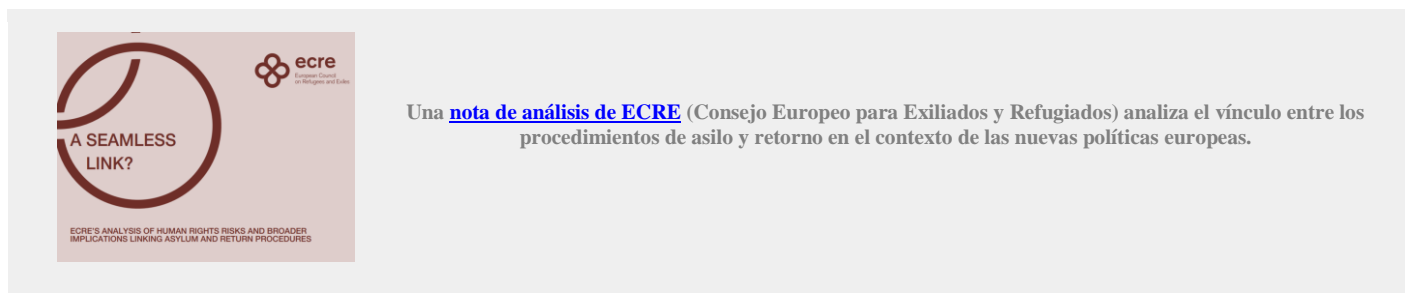 ecre
European Council
on Refugees and Exiles
A SEAMLESS
LINK?
ECRE'S ANALYSIS OF HUMAN RIGHTS RISKS AND BROADER
IMPLICATIONS LINKING ASYLUM AND RETURN PROCEDURES
Una nota de análisis de ECRE (Consejo Europeo para Exiliados y Refugiados) analiza el vínculo entre los
procedimientos de asilo y retorno en el contexto de las nuevas políticas europeas.